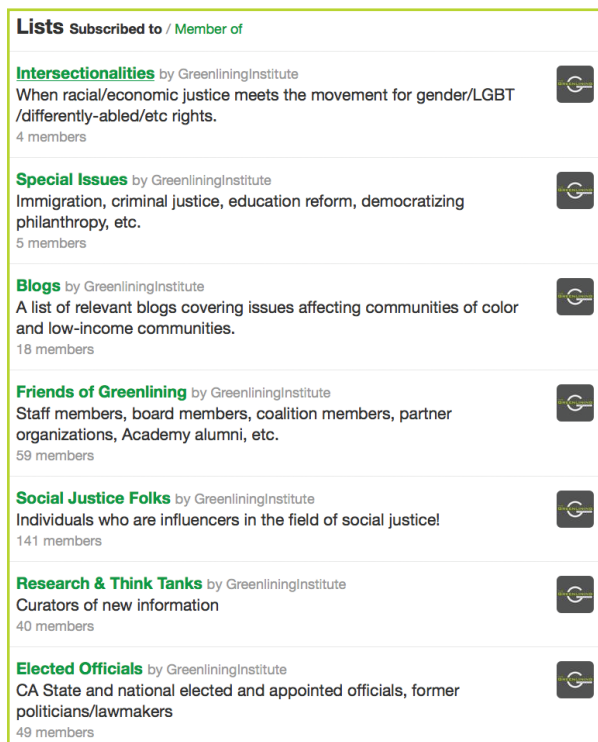 Lists Subscribed to / Member of
Intersectionalities by GreenliningInstitute
When racial/economic justice meets the movement for gender/LGBT
/differently-abled/etc rights.
4 members
Special Issues by GreenliningInstitute
Immigration, criminal justice, education reform, democratizing
philanthropy, etc.
5 members
Blogs by GreenliningInstitute
A list of relevant blogs covering issues affecting communities of color
and low-income communities.
18 members
Friends of Greenlining by GreenliningInstitute
Staff members, board members, coalition members, partner
organizations, Academy alumni, etc.
59 members
Social Justice Folks by GreenliningInstitute
Individuals who are influencers in the field of social justice!
141 members
Research & Think Tanks by GreenliningInstitute
Curators of new information
40 members
Elected Officials by GreenliningInstitute
CA State and national elected and appointed officials, former
politicians/lawmakers
49 members